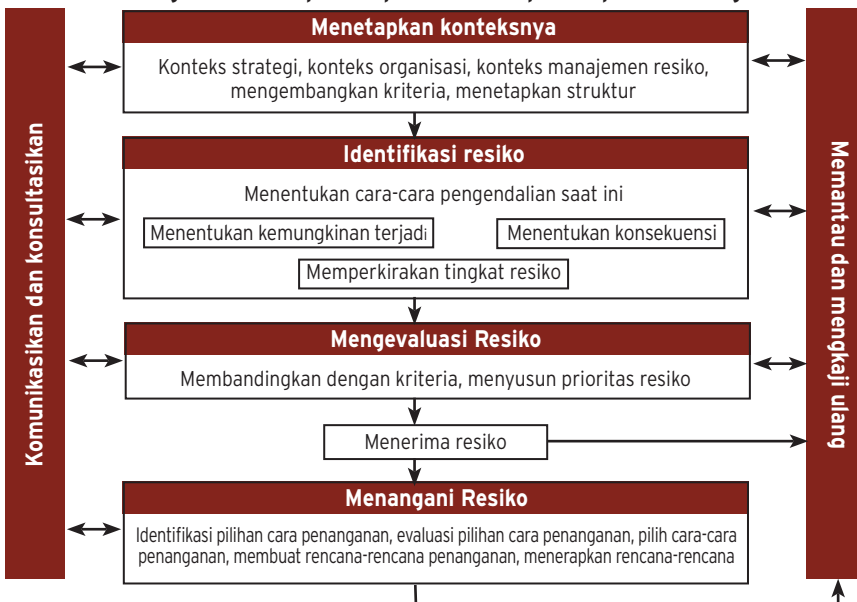 Menetapkan konteksnya
Konteks strategi, konteks organisasi, konteks manajemen resiko,
mengembangkan kriteria, menetapkan struktur
Identifikasi resiko
Menentukan cara-cara pengendalian saat ini
Menentukan kemungkinan terjadi
Menentukan konsekuensi
Memperkirakan tingkat resiko
Mengevaluasi Resiko
Membandingkan dengan kriteria, menyusun prioritas resiko
Menerima resiko
Menangani Resiko
Identifikasi pilihan cara penanganan, evaluasi pilihan cara penanganan, pilih cara-cara
penanganan, membuat rencana-rencana penanganan, menerapkan rencana-rencana
Komunikasikan dan konsultasikan
Memantau dan mengkaji ulang